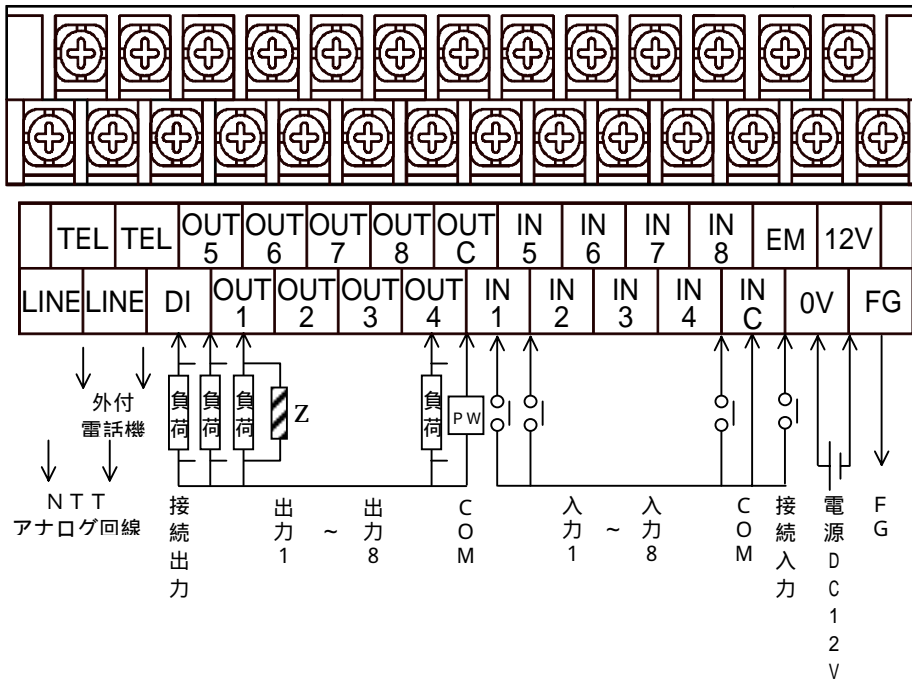 TEL TEL OUT 5 OUT 6 OUT 7 OUT 8 OUT C IN 5 IN 6 IN 7 IN 8 EM 12V
LINE LINE DI OUT 1 OUT 2 OUT 3 OUT 4 IN 1 IN 2 IN 3 IN 4 IN C 0V FG
外付
電話機
負荷
負荷
負荷
Z
負荷
PW
NTT
アナログ回線
接続出力
出力1
~
出力8
COM
入力1
~
入力8
COM
接続入力
電源DC12V
FG